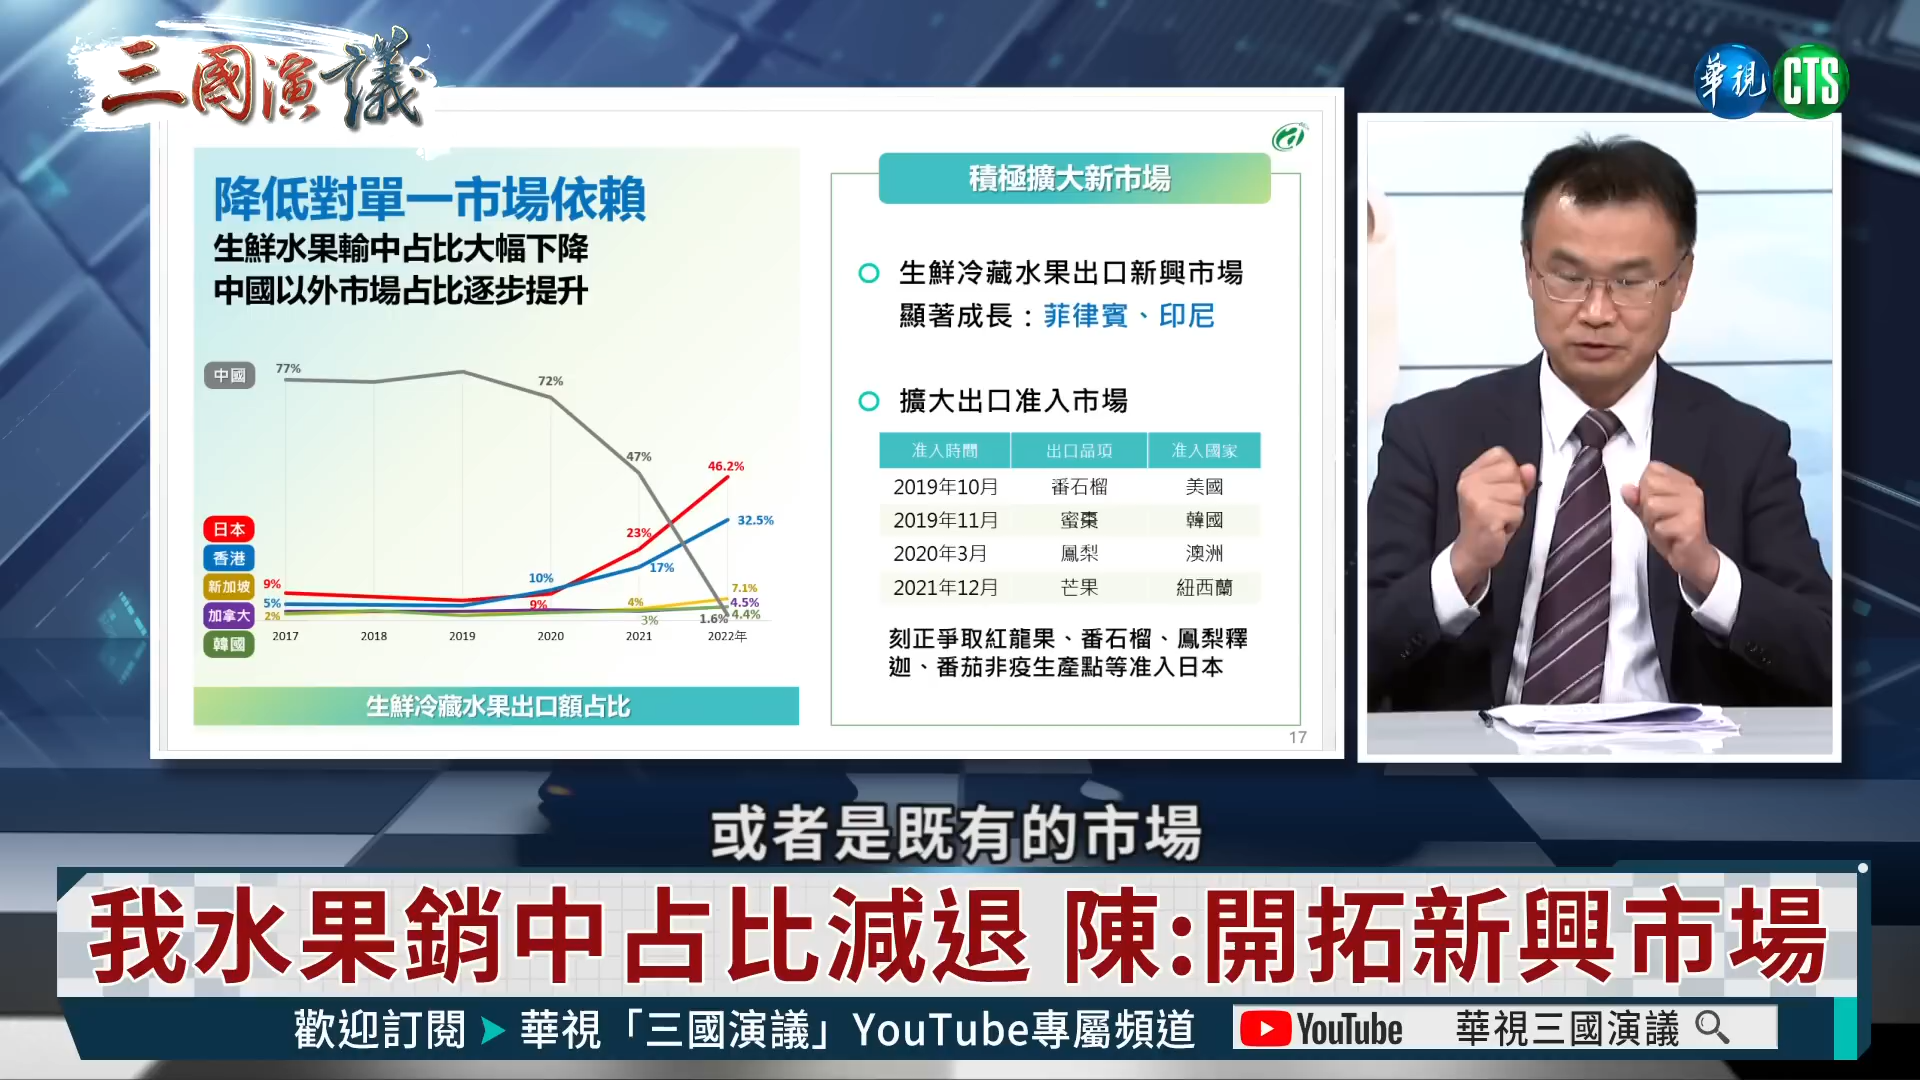 三國演議
華視 CTS
降低對單一市場依賴
生鮮水果輸中占比大幅下降
中國以外市場占比逐步提升
中國
77%
72%
47%
46.2%
23%
32.5%
17%
日本
香港
新加坡
加拿大
韓國
9%
5%
2%
10%
9%
4%
3%
7.1%
4.5%
4.4%
1.6%
2017 2018 2019 2020 2021 2022年
生鮮冷藏水果出口額占比
積極擴大新市場
生鮮冷藏水果出口新興市場
顯著成長：菲律賓、印尼
擴大出口准入市場
准入時間 出口品項 准入國家
2019年10月 番石榴 美國
2019年11月 蜜棗 韓國
2020年3月 鳳梨 澳洲
2021年12月 芒果 紐西蘭
刻正爭取紅龍果、番石榴、鳳梨釋
迦、番茄非疫生產點等准入日本
17
或者是既有的市場
我水果銷中占比減退 陳:開拓新興市場
歡迎訂閱 華視「三國演議」YouTube專屬頻道
YouTube 華視三國演議